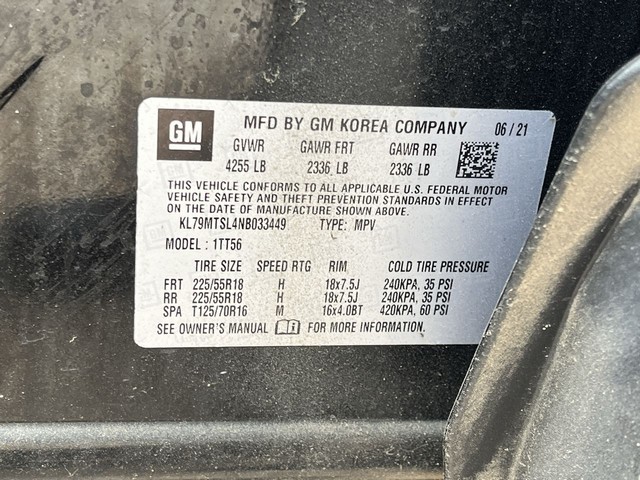 GM
MFD BY GM KOREA COMPANY 06/21
GVWR GAWR FRT GAWR RR
4255 LB 2336 LB 2336 LB
THIS VEHICLE CONFORMS TO ALL APPLICABLE U.S. FEDERAL MOTOR
VEHICLE SAFETY AND THEFT PREVENTION STANDARDS IN EFFECT
ON THE DATE OF MANUFACTURE SHOWN ABOVE.
KL79MTSL4NB033449 TYPE: MPV
MODEL: 1TT56
TIRE SIZE SPEED RTG RIM COLD TIRE PRESSURE
FRT 225/55R18 H 18x7.5J 240KPA, 35 PSI
RR 225/55R18 H 18x7.5J 240KPA, 35 PSI
SPA T125/70R16 M 16x4.0BT 420KPA, 60 PSI
SEE OWNER'S MANUAL FOR MORE INFORMATION.